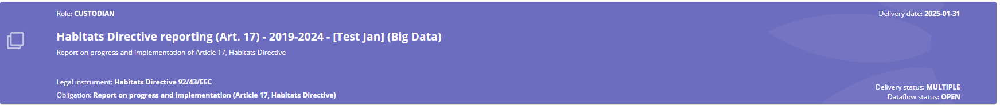 Role: CUSTODIAN
Delivery date: 2025-01-31
Habitats Directive reporting (Art. 17) - 2019-2024 - [Test Jan] (Big Data)
Report on progress and implementation of Article 17, Habitats Directive
Legal instrument: Habitats Directive 92/43/EEC
Obligation: Report on progress and implementation (Article 17, Habitats Directive)
Delivery status: MULTIPLE
Dataflow status: OPEN